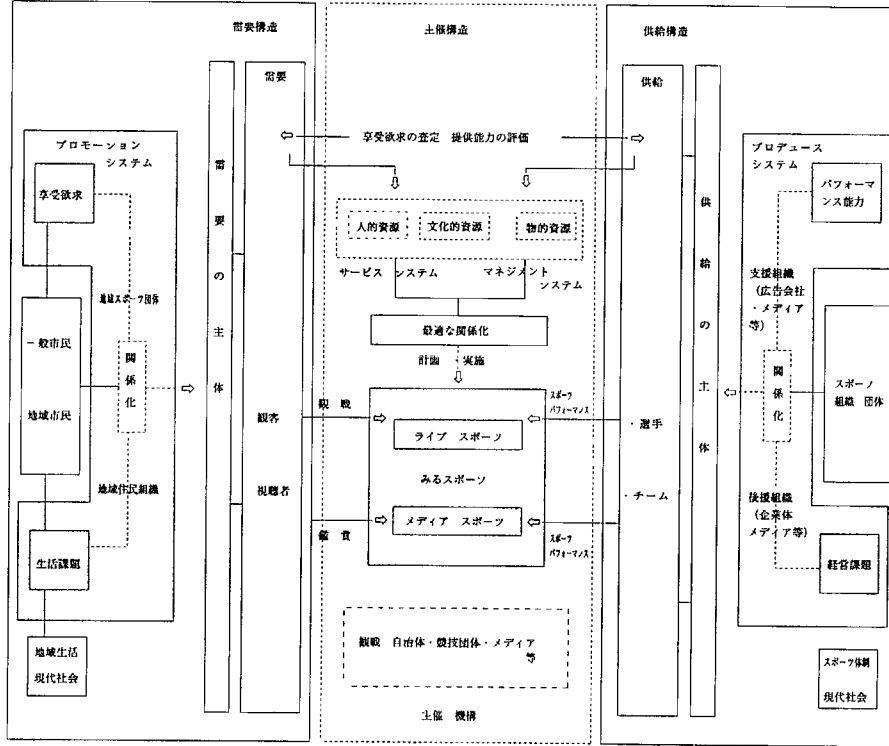 需要構造
主催構造
供給構造
需要
供給
享受欲求の査定 提供能力の評価
プロモーション
システム
享受欲求
地域スポーツ団体
一般市民
地域市民
関係化
地域住民組織
生活課題
地域生活
現代社会
需要の主体
観客
視聴者
観 戦
鑑 賞
人的資源
文化的資源
物的資源
サービス システム
マネジメント
システム
最適な関係化
計画 ・実施
ライブ スポーツ
みるスポーツ
メディア スポーツ
スポーツ
パフォーマンス
スポーツ
パフォーマンス
観戦 自治体・競技団体・メディア
等
主催 機構
・選手
・チーム
供給の主体
プロデュース
システム
パフォーマ
ンス能力
支援組織
(広告会社
・メディア
等)
関係化
スポーツ
組織 団体
後援組織
(企業体
メディア等)
経営課題
スポーツ体制
現代社会